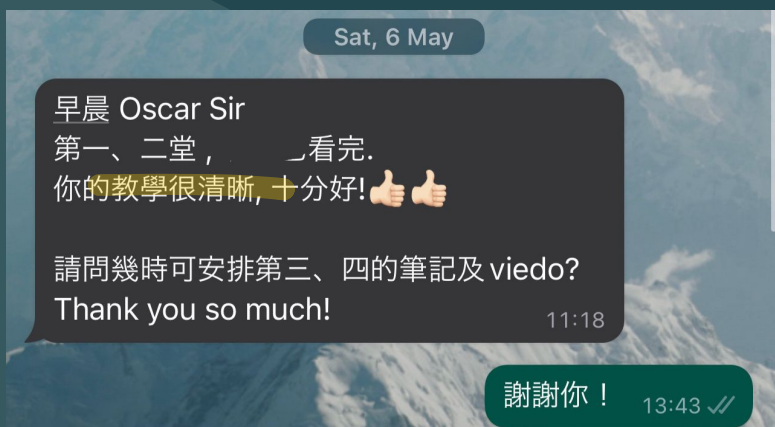 Sat, 6 May
早晨 Oscar Sir
第一、二堂 , 看完.
你的教學很清晰, 十分好!👍🏻👍🏻
請問幾時可安排第三、四的筆記及 viedo?
Thank you so much!
11:18
謝謝你！
13:43